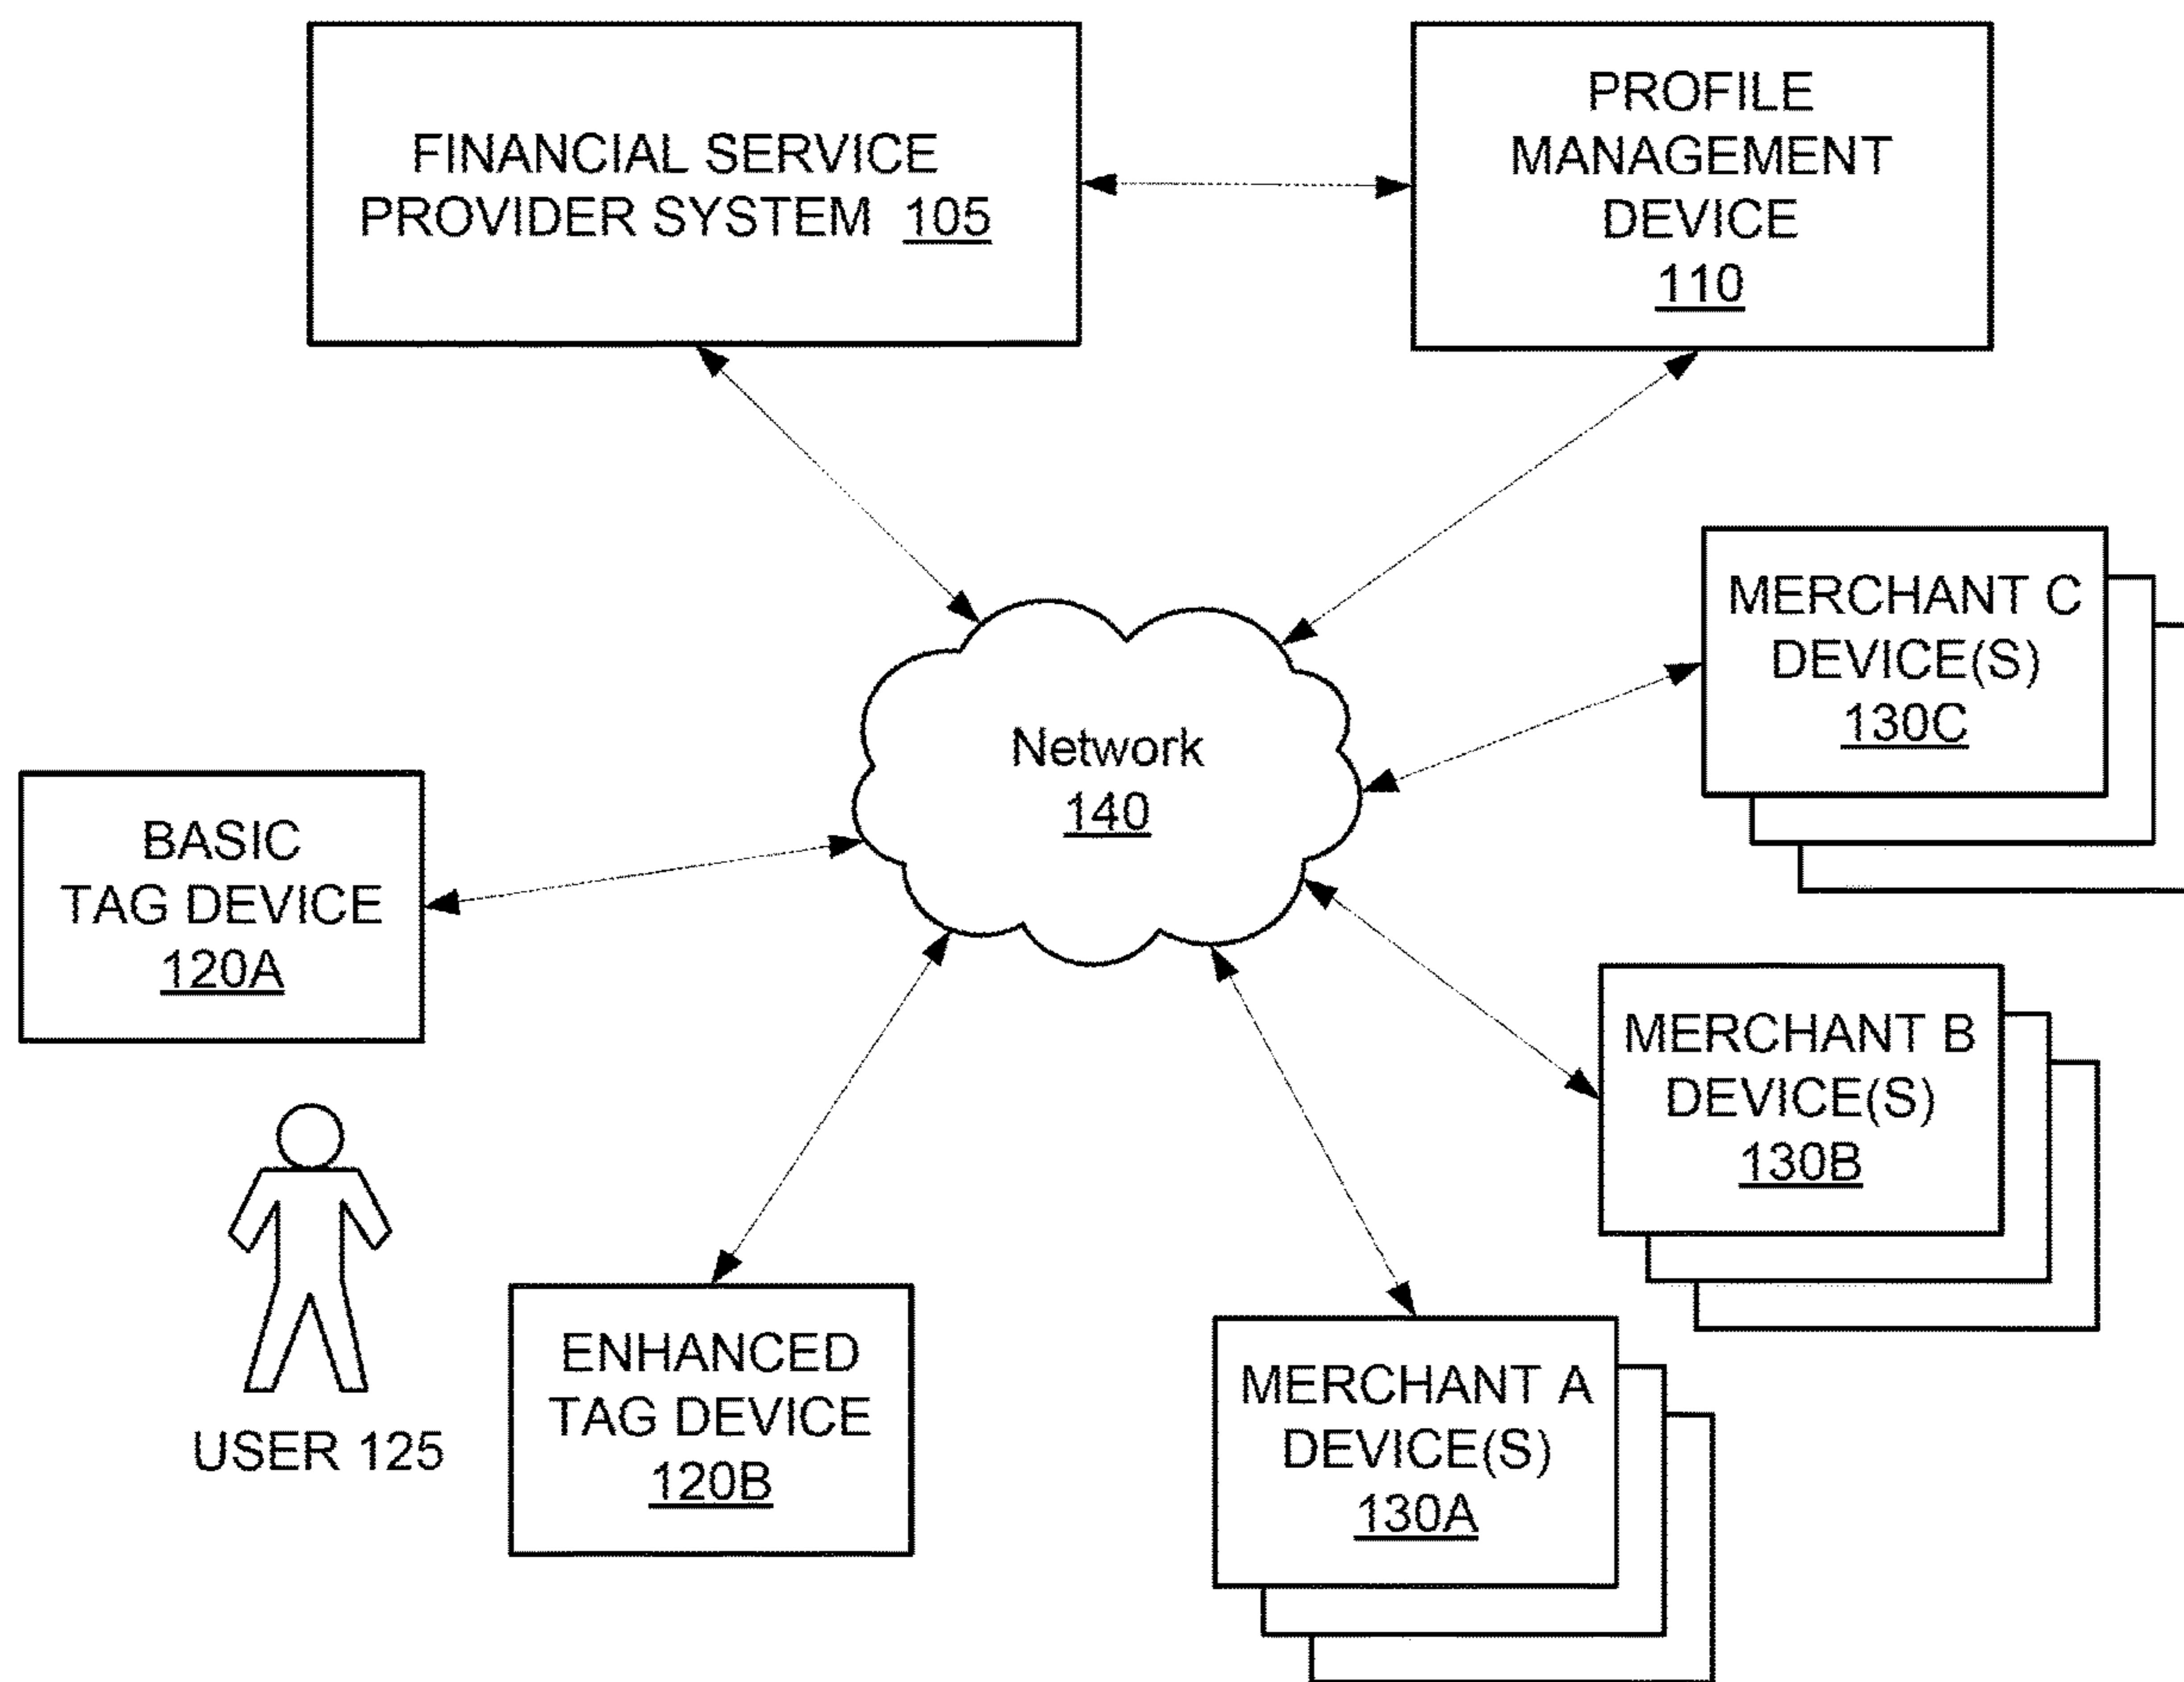 FINANCIAL SERVICE
PROVIDER SYSTEM 105
PROFILE
MANAGEMENT
DEVICE
110
MERCHANT C
DEVICE(S)
130C
Network
140
BASIC
TAG DEVICE
120A
MERCHANT B
DEVICE(S)
130B
ENHANCED
TAG DEVICE
120B
MERCHANT A
DEVICE(S)
130A
USER 125